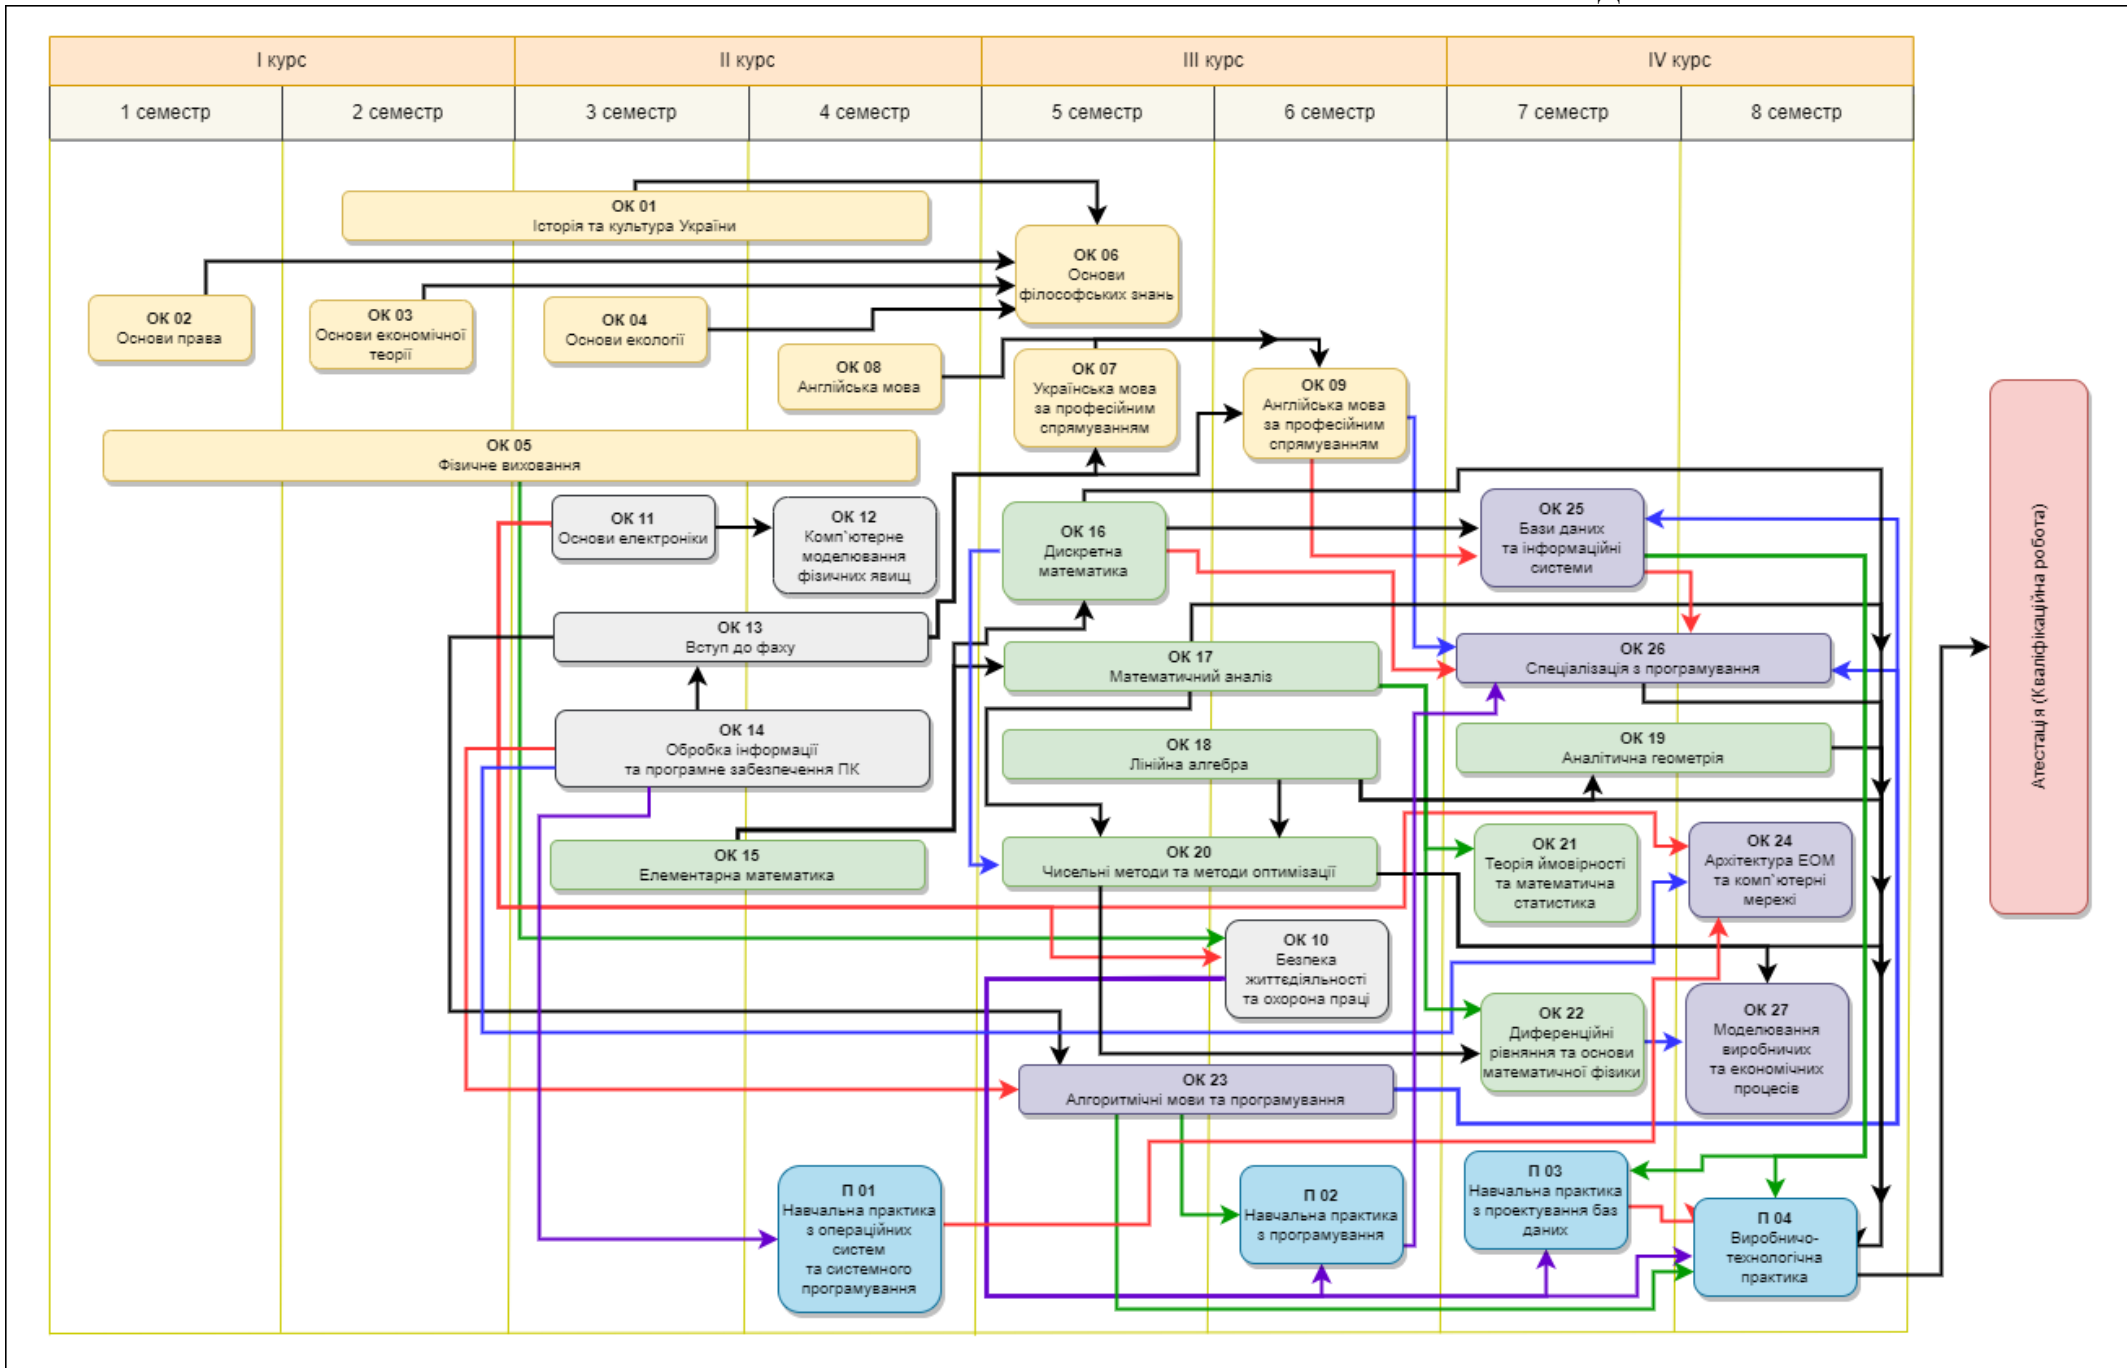 І курс
ІІ курс
ІІІ курс
ІV курс
1 семестр
2 семестр
3 семестр
4 семестр
5 семестр
6 семестр
7 семестр
8 семестр
ОК 01
Історія та культура України
ОК 06
Основи
філософських знань
ОК 02
Основи права
ОК 03
Основи економічної
теорії
ОК 04
Основи екології
ОК 08
Англійська мова
ОК 07
Українська мова
за професійним
спрямуванням
ОК 09
Англійська мова
за професійним
спрямуванням
ОК 05
Фізичне виховання
ОК 11
Основи електроніки
ОК 12
Комп`ютерне
моделювання
фізичних явищ
ОК 16
Дискретна
математика
ОК 25
Бази даних
та інформаційні
системи
ОК 13
Вступ до фаху
ОК 17
Математичний аналіз
ОК 26
Спеціалізація з програмування
ОК 14
Обробка інформації
та програмне забезпечення ПК
ОК 18
Лінійна алгебра
ОК 19
Аналітична геометрія
ОК 15
Елементарна математика
ОК 20
Чисельні методи та методи оптимізації
ОК 21
Теорія ймовірності
та математична
статистика
ОК 24
Архітектура ЕОМ
та комп`ютерні
мережі
ОК 10
Безпека
життєдіяльності
та охорона праці
ОК 22
Диференційні
рівняння та основи
математичної фізики
ОК 27
Моделювання
виробничих
та економічних
процесів
ОК 23
Алгоритмічні мови та програмування
П 01
Навчальна практика
з операційних
систем
та системного
програмування
П 02
Навчальна практика
з програмування
П 03
Навчальна практика
з проектування баз
даних
П 04
Виробничо-
технологічна
практика
Атестація (Кваліфікаційна робота)